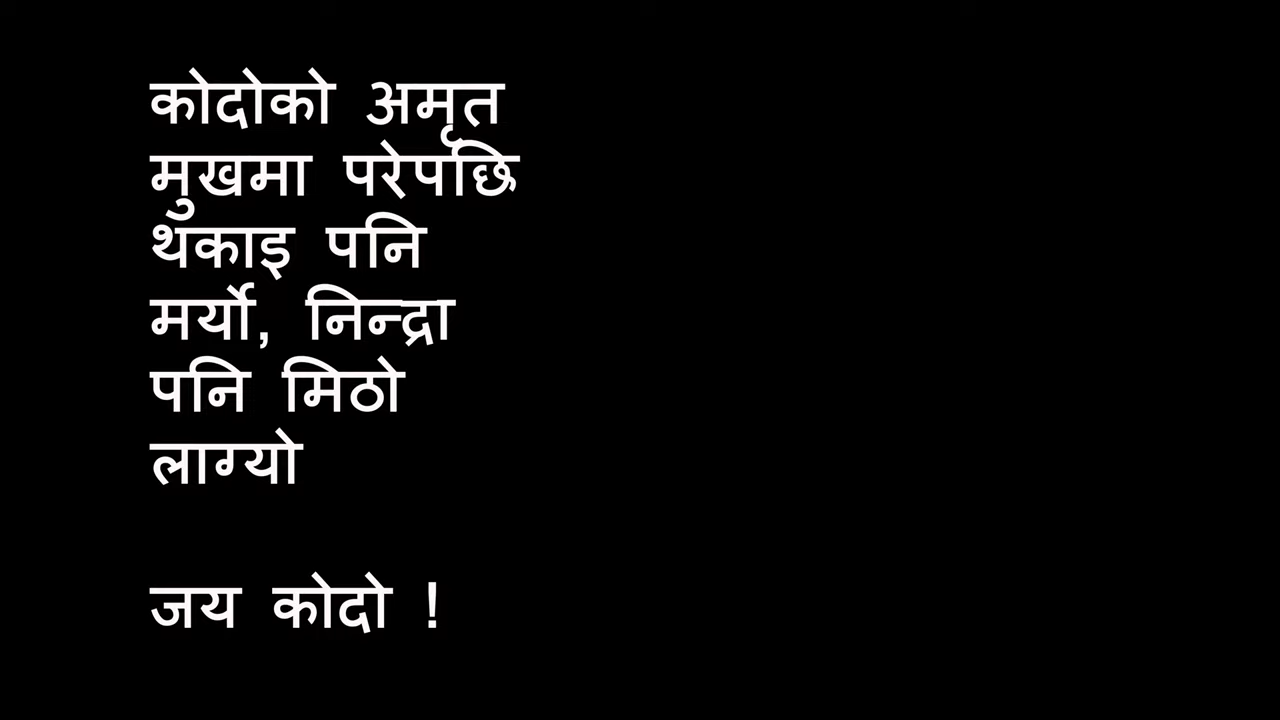 कोदोको अमृत
मुखमा परेपछि
थकाइ पनि
मर्यो, निन्द्रा
पनि मिठो
लाग्यो
जय कोदो !